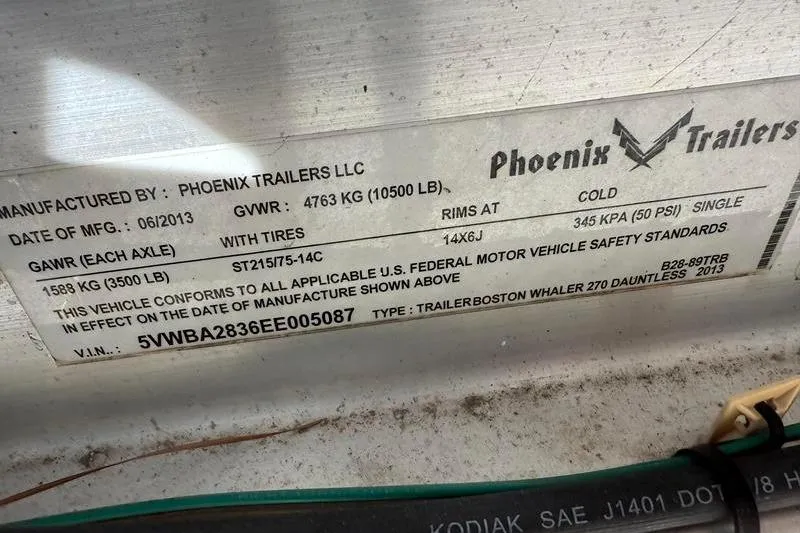 Phoenix Trailers
MANUFACTURED BY : PHOENIX TRAILERS LLC
DATE OF MFG. : 06/2013 GVWR : 4763 KG (10500 LB)
GAWR (EACH AXLE) WITH TIRES RIMS AT COLD
1588 KG (3500 LB) ST215/75-14C 14X6J 345 KPA (50 PSI) SINGLE
THIS VEHICLE CONFORMS TO ALL APPLICABLE U.S. FEDERAL MOTOR VEHICLE SAFETY STANDARDS
IN EFFECT ON THE DATE OF MANUFACTURE SHOWN ABOVE B28-89TRB
V.I.N.. : 5VWBA2836EE005087 TYPE : TRAILERBOSTON WHALER 270 DAUNTLESS 2013
KODIAK SAE J1401 DOT /8 H